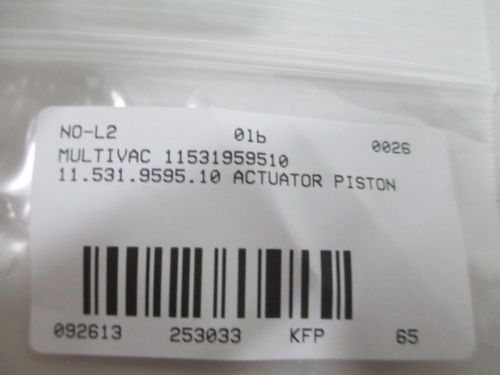 NO-L2 01b 0026
MULTIVAC 11531959510
11.531.9595.10 ACTUATOR PISTON
092613 253033 KFP 65